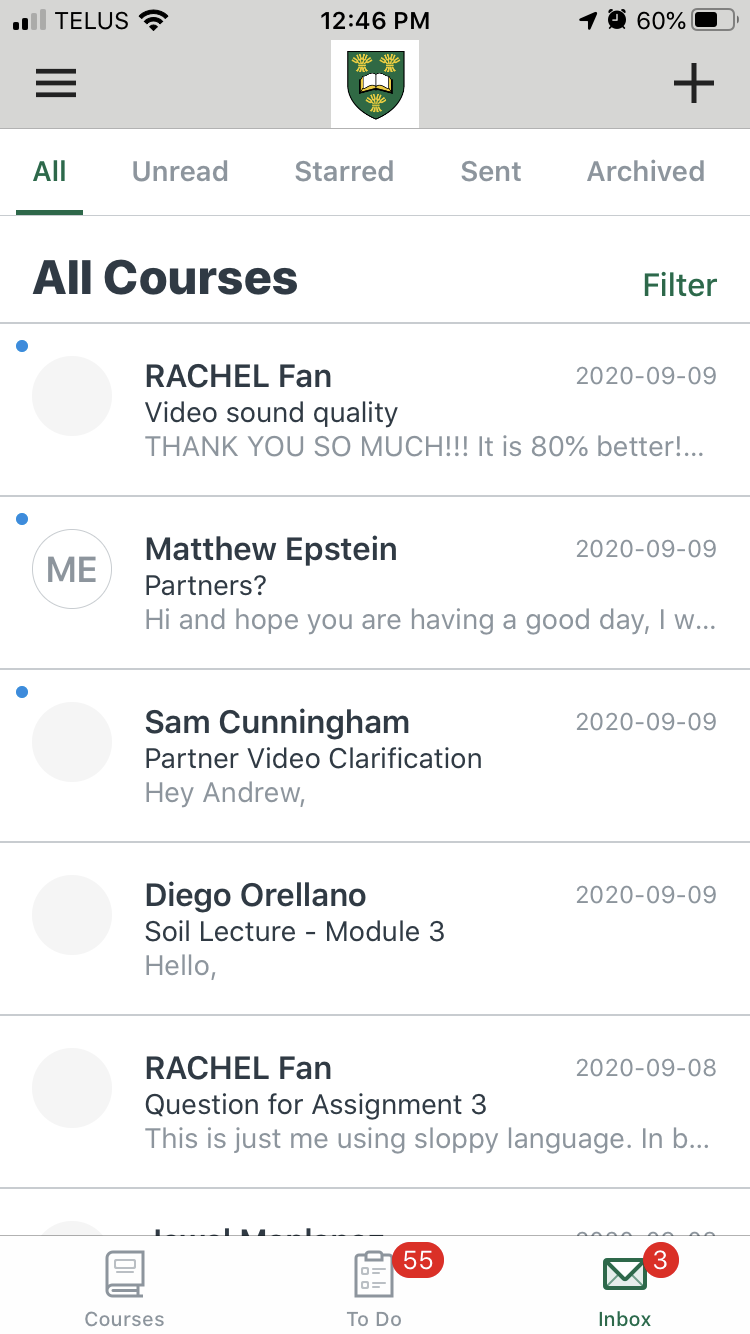 TELUS 12:46 PM 60%
All Unread Starred Sent Archived
All Courses
Filter
RACHEL Fan 2020-09-09
Video sound quality
THANK YOU SO MUCH!!! It is 80% better!...
ME
Matthew Epstein 2020-09-09
Partners?
Hi and hope you are having a good day, I w...
Sam Cunningham 2020-09-09
Partner Video Clarification
Hey Andrew,
Diego Orellano 2020-09-09
Soil Lecture - Module 3
Hello,
RACHEL Fan 2020-09-08
Question for Assignment 3
This is just me using sloppy language. In b...
55
3
Courses To Do Inbox